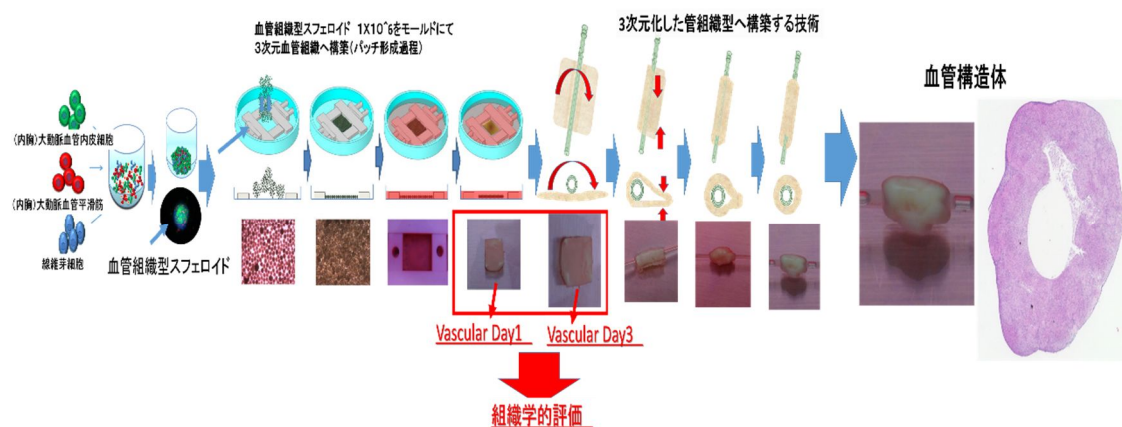 血管組織型スフェロイド 1X10^6をモールドにて
3次元血管組織へ構築(パッチ形成過程)
3次元化した管組織型へ構築する技術
血管構造体
(内胸)大動脈血管内皮細胞
(内胸)大動脈血管平滑筋
線維芽細胞
血管組織型スフェロイド
Vascular Day1
Vascular Day3
組織学的評価